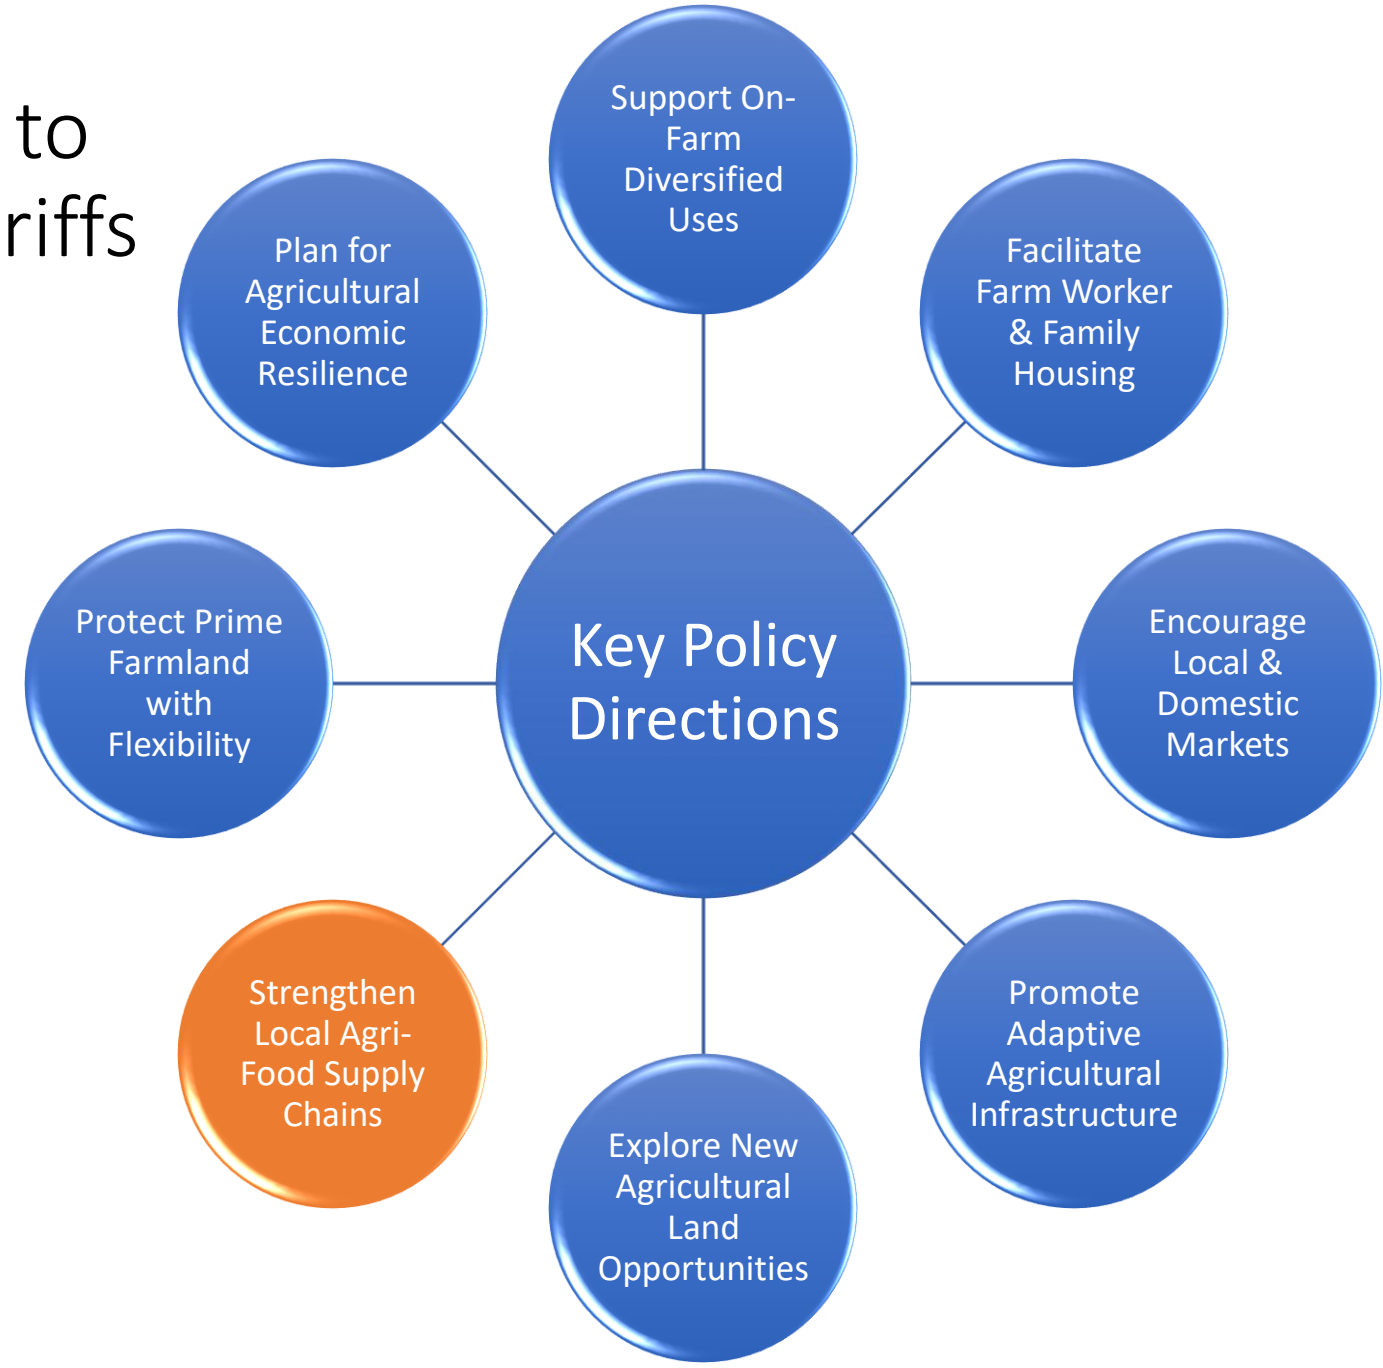 to
riffs
Support On-
Farm
Diversified
Uses
Facilitate
Farm Worker
& Family
Housing
Encourage
Local &
Domestic
Markets
Promote
Adaptive
Agricultural
Infrastructure
Explore New
Agricultural
Land
Opportunities
Strengthen
Local Agri-
Food Supply
Chains
Protect Prime
Farmland
with
Flexibility
Plan for
Agricultural
Economic
Resilience
Key Policy
Directions